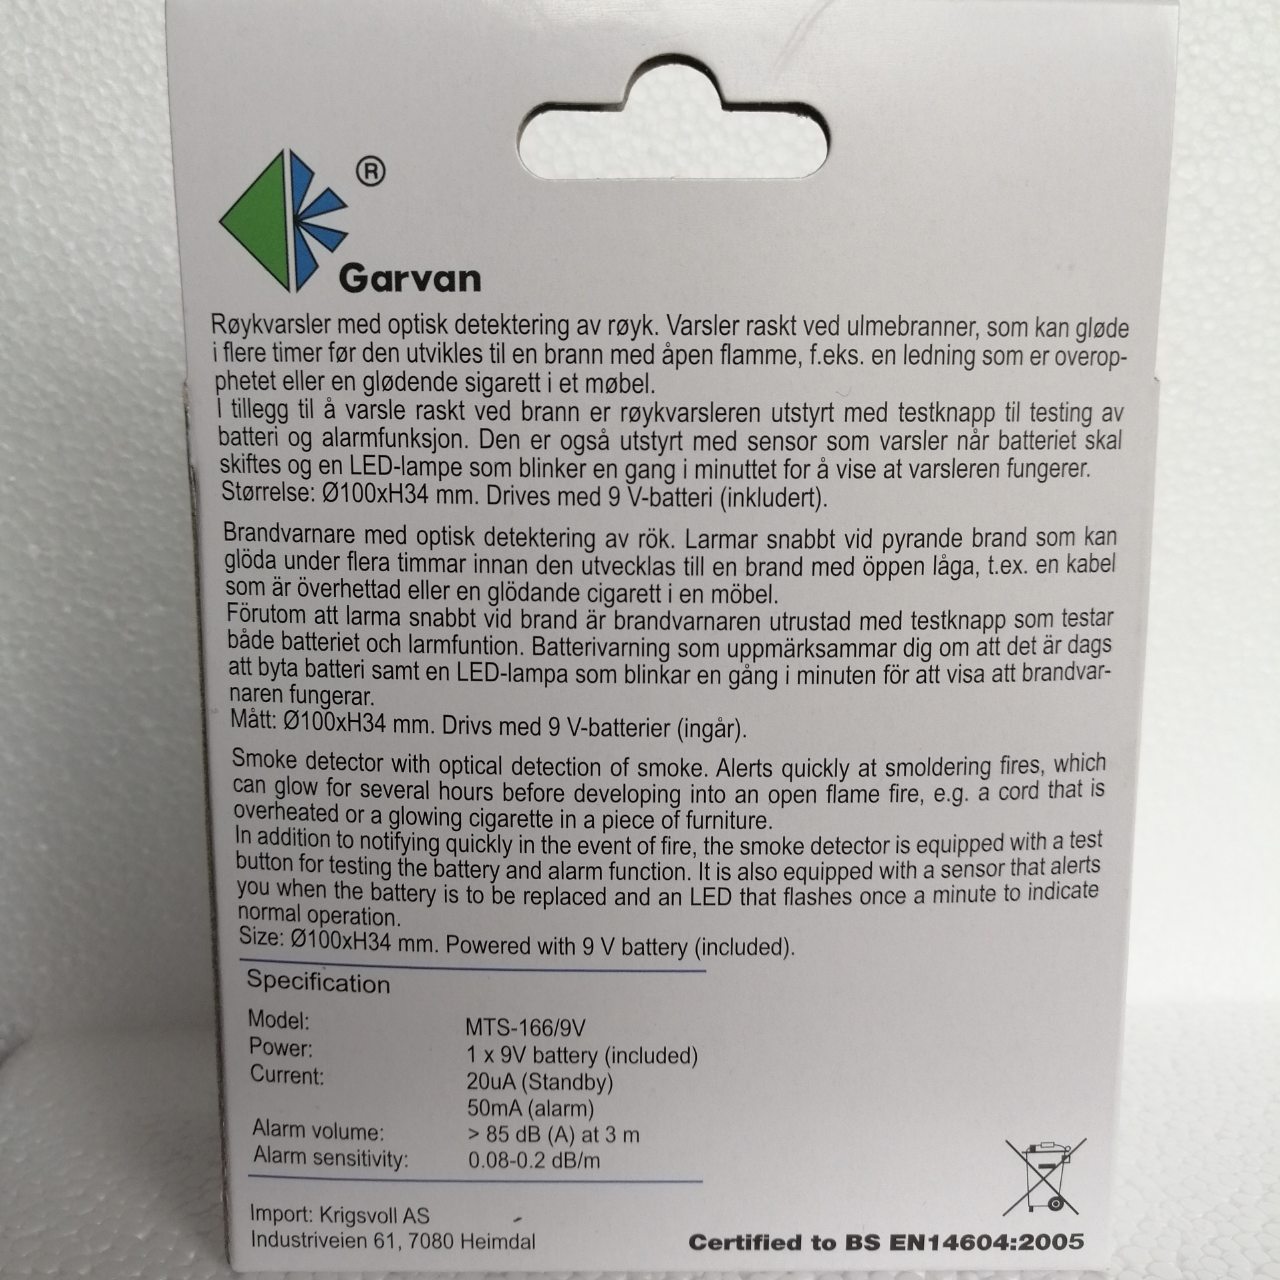 ®
Garvan
Røykvarsler med optisk detektering av røyk. Varsler raskt ved ulmebranner, som kan gløde
i flere timer før den utvikles til en brann med åpen flamme, f.eks. en ledning som er overop-
phetet eller en glødende sigarett i et møbel.
I tillegg til å varsle raskt ved brann er røykvarsleren utstyrt med testknapp til testing av
batteri og alarmfunksjon. Den er også utstyrt med sensor som varsler når batteriet skal
skiftes og en LED-lampe som blinker en gang i minuttet for å vise at varsleren fungerer.
Størrelse: Ø100xH34 mm. Drives med 9 V-batteri (inkludert).
Brandvarnare med optisk detektering av rök. Larmar snabbt vid pyrande brand som kan
glöda under flera timmar innan den utvecklas till en brand med öppen låga, t.ex. en kabel
som är överhettad eller en glödande cigarett i en möbel.
Förutom att larma snabbt vid brand är brandvarnaren utrustad med testknapp som testar
både batteriet och larmfuntion. Batterivarning som uppmärksammar dig om att det är dags
att byta batteri samt en LED-lampa som blinkar en gång i minuten för att visa att brandvar-
naren fungerar.
Mått: Ø100xH34 mm. Drivs med 9 V-batterier (ingår).
Smoke detector with optical detection of smoke. Alerts quickly at smoldering fires, which
can glow for several hours before developing into an open flame fire, e.g. a cord that is
overheated or a glowing cigarette in a piece of furniture.
In addition to notifying quickly in the event of fire, the smoke detector is equipped with a test
button for testing the battery and alarm function. It is also equipped with a sensor that alerts
you when the battery is to be replaced and an LED that flashes once a minute to indicate
normal operation.
Size: Ø100xH34 mm. Powered with 9 V battery (included).
Specification
Model: MTS-166/9V
Power: 1 x 9V battery (included)
Current: 20uA (Standby)
50mA (alarm)
Alarm volume: > 85 dB (A) at 3 m
Alarm sensitivity: 0.08-0.2 dB/m
Import: Krigsvoll AS
Industriveien 61, 7080 Heimdal
Certified to BS EN14604:2005